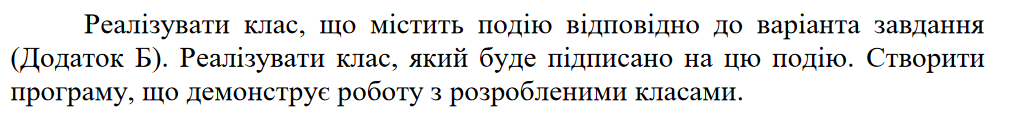 Реалізувати клас, що містить подію відповідно до варіанта завдання
(Додаток Б). Реалізувати клас, який буде підписано на цю подію. Створити
програму, що демонструє роботу з розробленими класами.